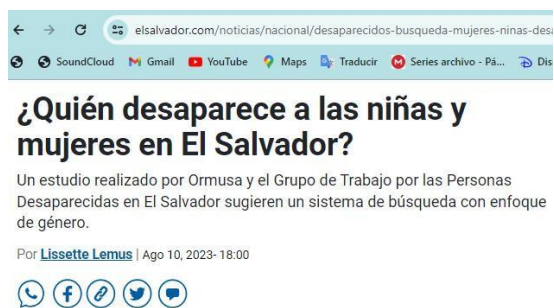 elsalvador.com/noticias/nacional/desaparecidos-busqueda-mujeres-ninas-desa
SoundCloud Gmail YouTube Maps Traducir Series archivo - Pá... Dis
¿Quién desaparece a las niñas y
mujeres en El Salvador?
Un estudio realizado por Ormusa y el Grupo de Trabajo por las Personas
Desaparecidas en El Salvador sugieren un sistema de búsqueda con enfoque
de género.
Por Lissette Lemus | Ago 10, 2023- 18:00